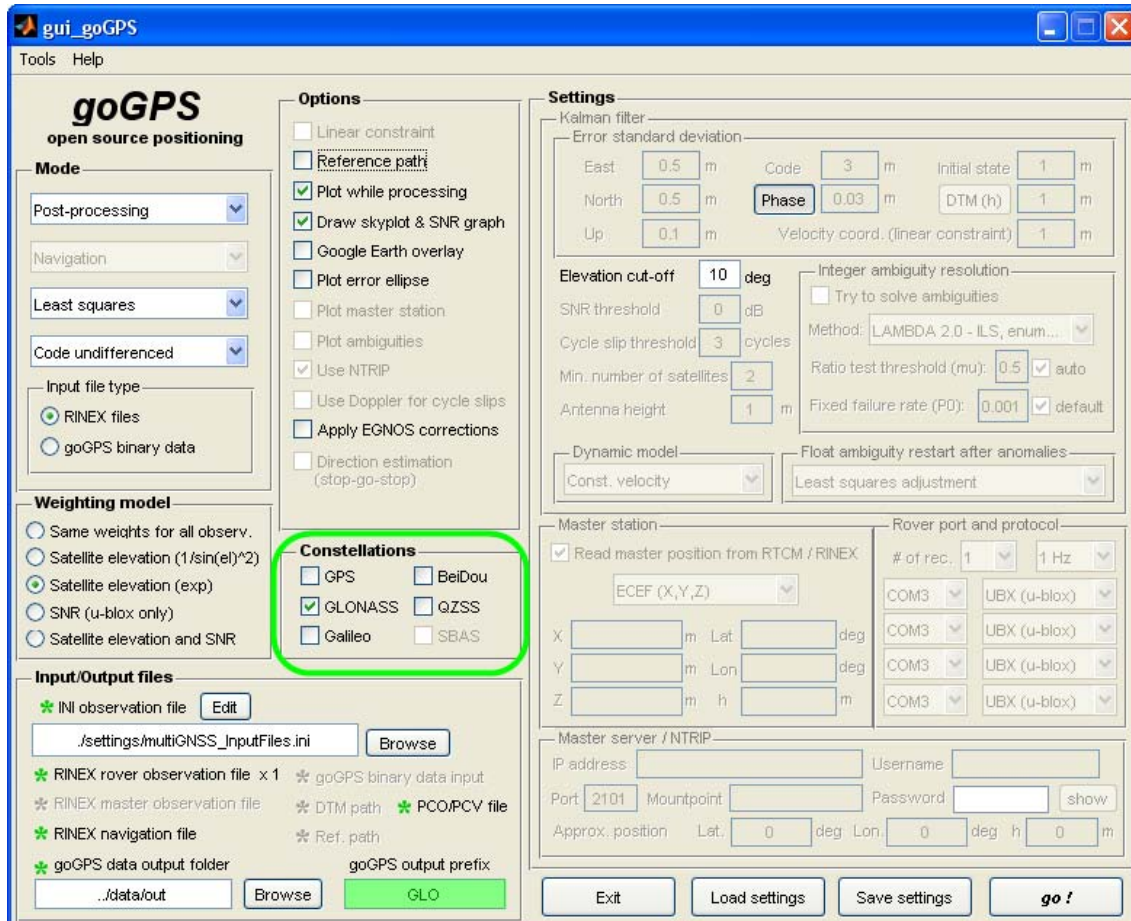 gui_goGPS
Tools Help
goGPS
open source positioning
Mode
Post-processing
Navigation
Least squares
Code undifferenced
Input file type
RINEX files
goGPS binary data
Weighting model
Same weights for all observ.
Satellite elevation (1/sin(el)^2)
Satellite elevation (exp)
SNR (u-blox only)
Satellite elevation and SNR
Options
Linear constraint
Reference path
Plot while processing
Draw skyplot & SNR graph
Google Earth overlay
Plot error ellipse
Plot master station
Plot ambiguities
Use NTRIP
Use Doppler for cycle slips
Apply EGNOS corrections
Direction estimation
(stop-go-stop)
Constellations
GPS BeiDou
GLONASS QZSS
Galileo SBAS
Input/Output files
INI observation file Edit
./settings/multiGNSS_InputFiles.ini Browse
RINEX rover observation file x 1 goGPS binary data input
RINEX master observation file DTM path PCO/PCV file
RINEX navigation file Ref. path
goGPS data output folder goGPS output prefix
../data/out Browse GLO
Settings
Kalman filter
Error standard deviation
East 0.5 m Code 3 m Initial state 1 m
North 0.5 m Phase 0.03 m DTM (h) 1 m
Up 0.1 m Velocity coord. (linear constraint) 1 m
Elevation cut-off 10 deg
SNR threshold 0 dB
Cycle slip threshold 3 cycles
Min. number of satellites 2
Antenna height 1 m
Integer ambiguity resolution
Try to solve ambiguities
Method: LAMBDA 2.0 - ILS, enum...
Ratio test threshold (mu): 0.5 auto
Fixed failure rate (P0): 0.001 default
Dynamic model
Const. velocity
Float ambiguity restart after anomalies
Least squares adjustment
Master station
Read master position from RTCM / RINEX
ECEF (X,Y,Z)
X m Lat deg
Y m Lon deg
Z m h m
Rover port and protocol
# of rec. 1 1 Hz
COM3 UBX (u-blox)
COM3 UBX (u-blox)
COM3 UBX (u-blox)
COM3 UBX (u-blox)
Master server / NTRIP
IP address Username
Port 2101 Mountpoint Password show
Approx. position Lat. 0 deg Lon. 0 deg h 0 m
Exit Load settings Save settings go !